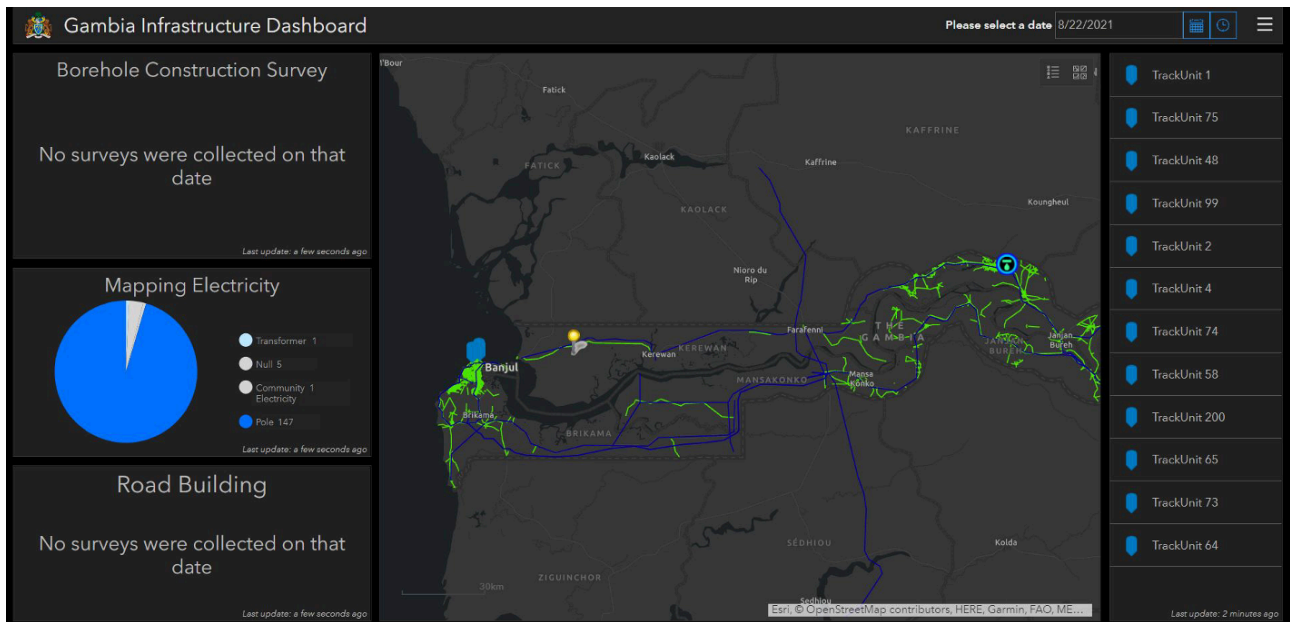 Gambia Infrastructure Dashboard
Please select a date 8/22/2021
Borehole Construction Survey
No surveys were collected on that
date
Last update: a few seconds ago
Mapping Electricity
Transformer 1
Null 5
Community 1
Electricity
Pole 147
Last update: a few seconds ago
Road Building
No surveys were collected on that
date
Last update: a few seconds ago
Fatick
KAFFRINE
FATICK
Kaolack
Kaffrine
KAOLACK
Koungheul
Nioro du
Rip
Farafenni
THE
GAMBIA
Janjan
Bureh
JANJAN
BUREH
Kerewan
KEREWAN
Banjul
MANSAKONKO
Mansa
Konko
Brikama
BRIKAMA
SÉDHIOU
Kolda
ZIGUINCHOR
30km
Sedhiou
Esri, © OpenStreetMap contributors, HERE, Garmin, FAO, ME...
TrackUnit 1
TrackUnit 75
TrackUnit 48
TrackUnit 99
TrackUnit 2
TrackUnit 4
TrackUnit 74
TrackUnit 58
TrackUnit 200
TrackUnit 65
TrackUnit 73
TrackUnit 64
Last update: 2 minutes ago